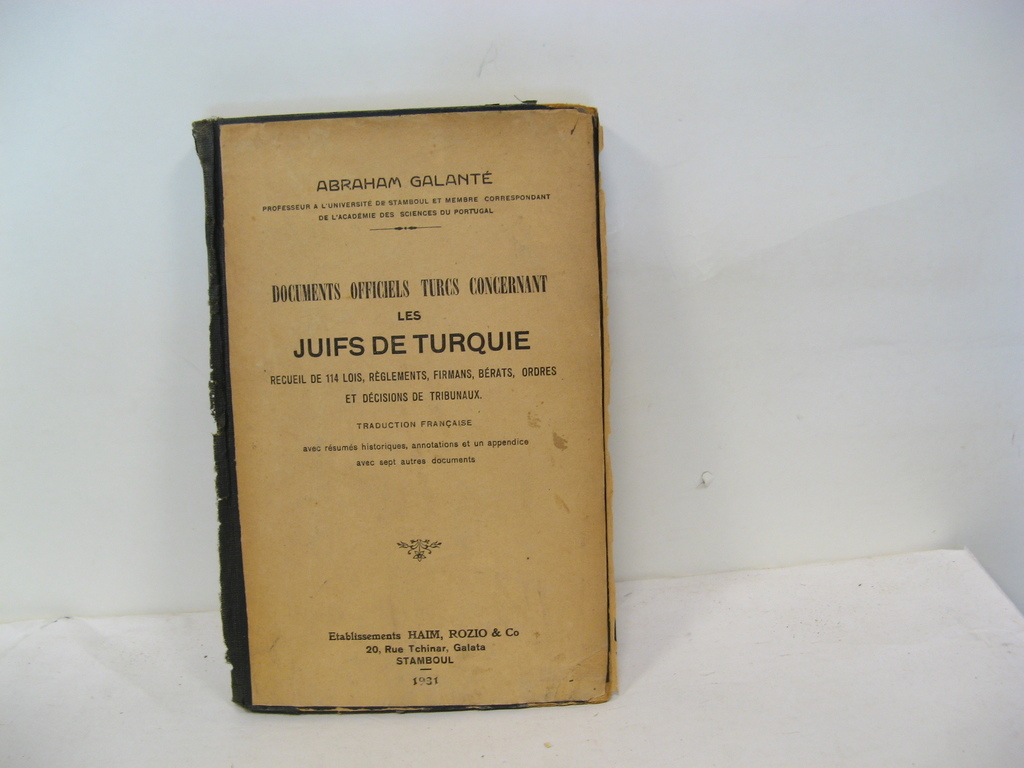 ABRAHAM GALANTÉ
PROFESSEUR A L'UNIVERSITÉ DE STAMBOUL ET MEMBRE CORRESPONDANT
DE L'ACADÉMIE DES SCIENCES DU PORTUGAL
DOCUMENTS OFFICIELS TURCS CONCERNANT
LES
JUIFS DE TURQUIE
RECUEIL DE 114 LOIS, RÈGLEMENTS, FIRMANS, BÉRATS, ORDRES
ET DÉCISIONS DE TRIBUNAUX.
TRADUCTION FRANÇAISE
avec résumés historiques, annotations et un appendice
avec sept autres documents
Etablissements HAIM, ROZIO & Co
20, Rue Tchinar, Galata
STAMBOUL
1931